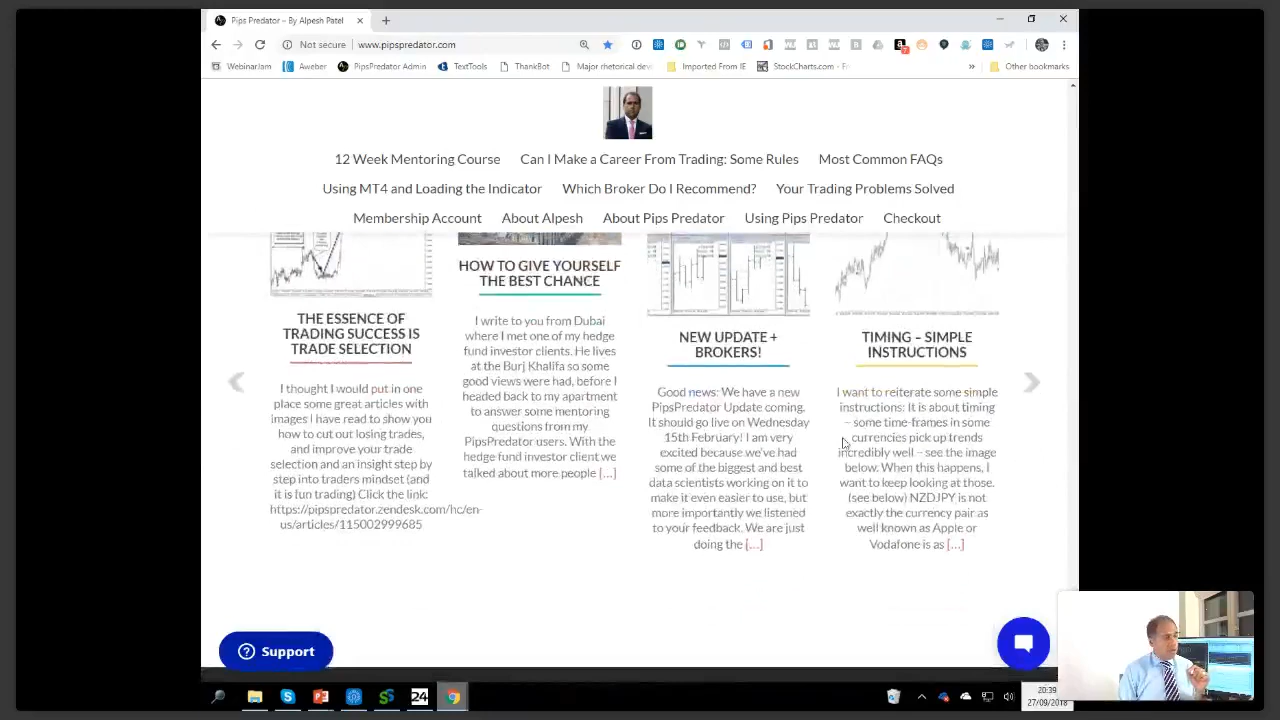 Pips Predator – By Alpesh Patel
Not secure
www.pipspredator.com
WebinarJam
Aweber
PipsPredator Admin
TextTools
ThankBot
Major rhetorical dev
Imported From IE
StockCharts.com - Fr
»
Other bookmarks
12 Week Mentoring Course
Can I Make a Career From Trading: Some Rules
Most Common FAQs
Using MT4 and Loading the Indicator
Which Broker Do I Recommend?
Your Trading Problems Solved
Membership Account
About Alpesh
About Pips Predator
Using Pips Predator
Checkout
THE ESSENCE OF
TRADING SUCCESS IS
TRADE SELECTION
I thought I would put in one
place some great articles with
images I have read to show you
how to cut out losing trades,
and improve your trade
selection and an insight step by
step into traders mindset (and
it is fun trading) Click the link:
https://pipspredator.zendesk.com/hc/en-
us/articles/115002999685
HOW TO GIVE YOURSELF
THE BEST CHANCE
I write to you from Dubai
where I met one of my hedge
fund investor clients. He lives
at the Burj Khalifa so some
good views were had, before I
headed back to my apartment
to answer some mentoring
questions from my
PipsPredator users. With the
hedge fund investor client we
talked about more people [...]
NEW UPDATE +
BROKERS!
Good news: We have a new
PipsPredator Update coming.
It should go live on Wednesday
15th February! I am very
excited because we've had
some of the biggest and best
data scientists working on it to
make it even easier to use, but
more importantly we listened
to your feedback. We are just
doing the [...]
TIMING – SIMPLE
INSTRUCTIONS
I want to reiterate some simple
instructions: It is about timing
– some time-frames in some
currencies pick up trends
incredibly well – see the image
below. When this happens, I
want to keep looking at those.
(see below) NZDJPY is not
exactly the currency pair as
well known as Apple or
Vodafone is as [...]
Support
24
20:39
27/09/2018